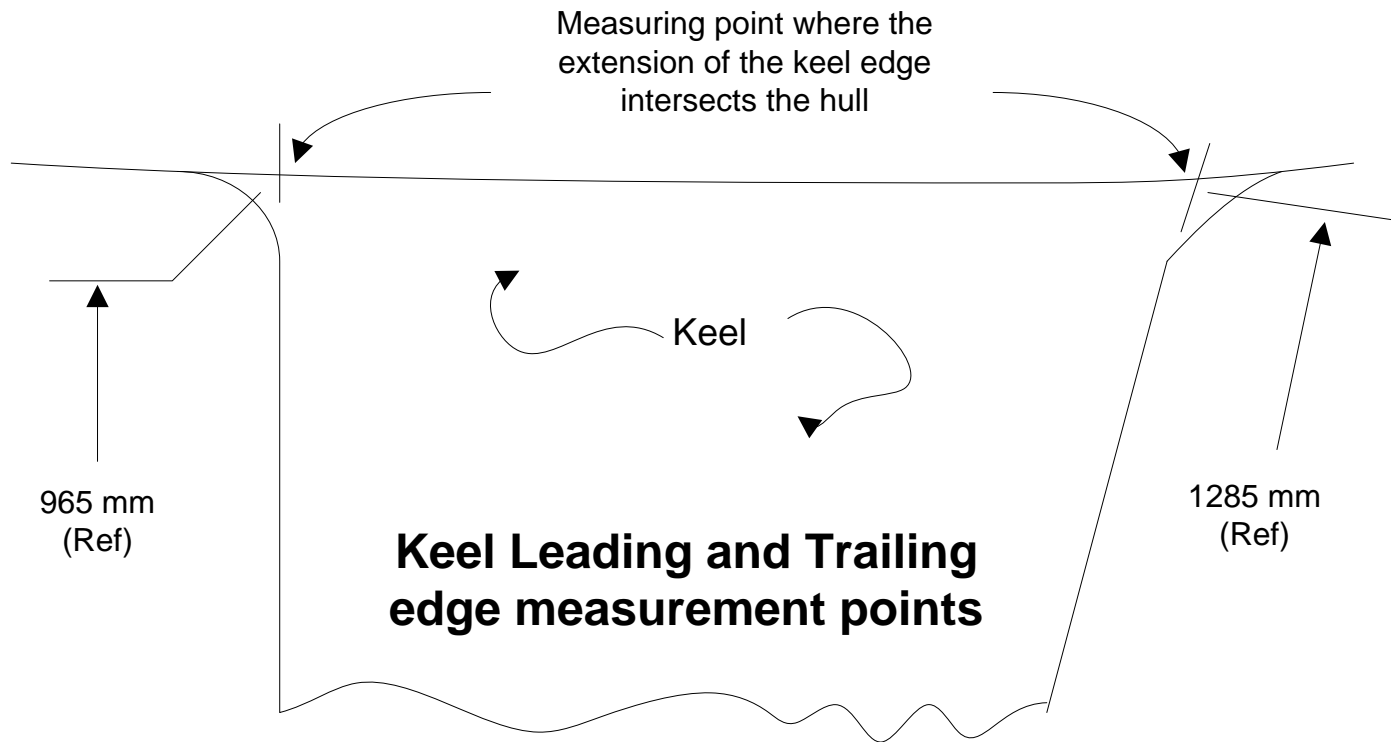 Measuring point where the
extension of the keel edge
intersects the hull
Keel
965 mm
(Ref)
1285 mm
(Ref)
Keel Leading and Trailing
edge measurement points